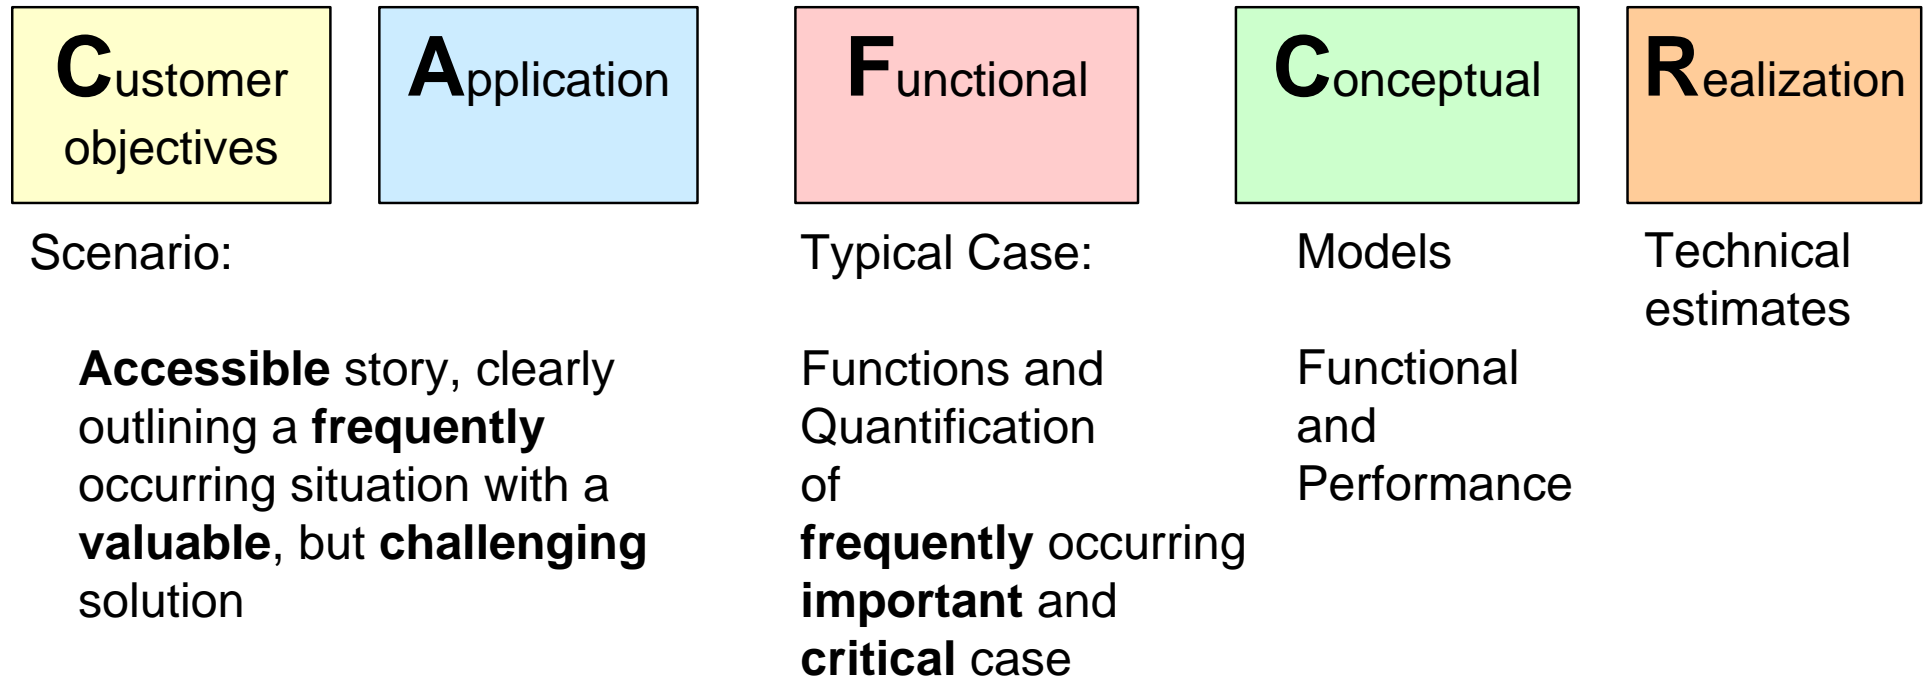 Customer
objectives
Application
Functional
Conceptual
Realization
Scenario:
Accessible story, clearly
outlining a frequently
occurring situation with a
valuable, but challenging
solution
Typical Case:
Functions and
Quantification
of
frequently occurring
important and
critical case
Models
Functional
and
Performance
Technical
estimates